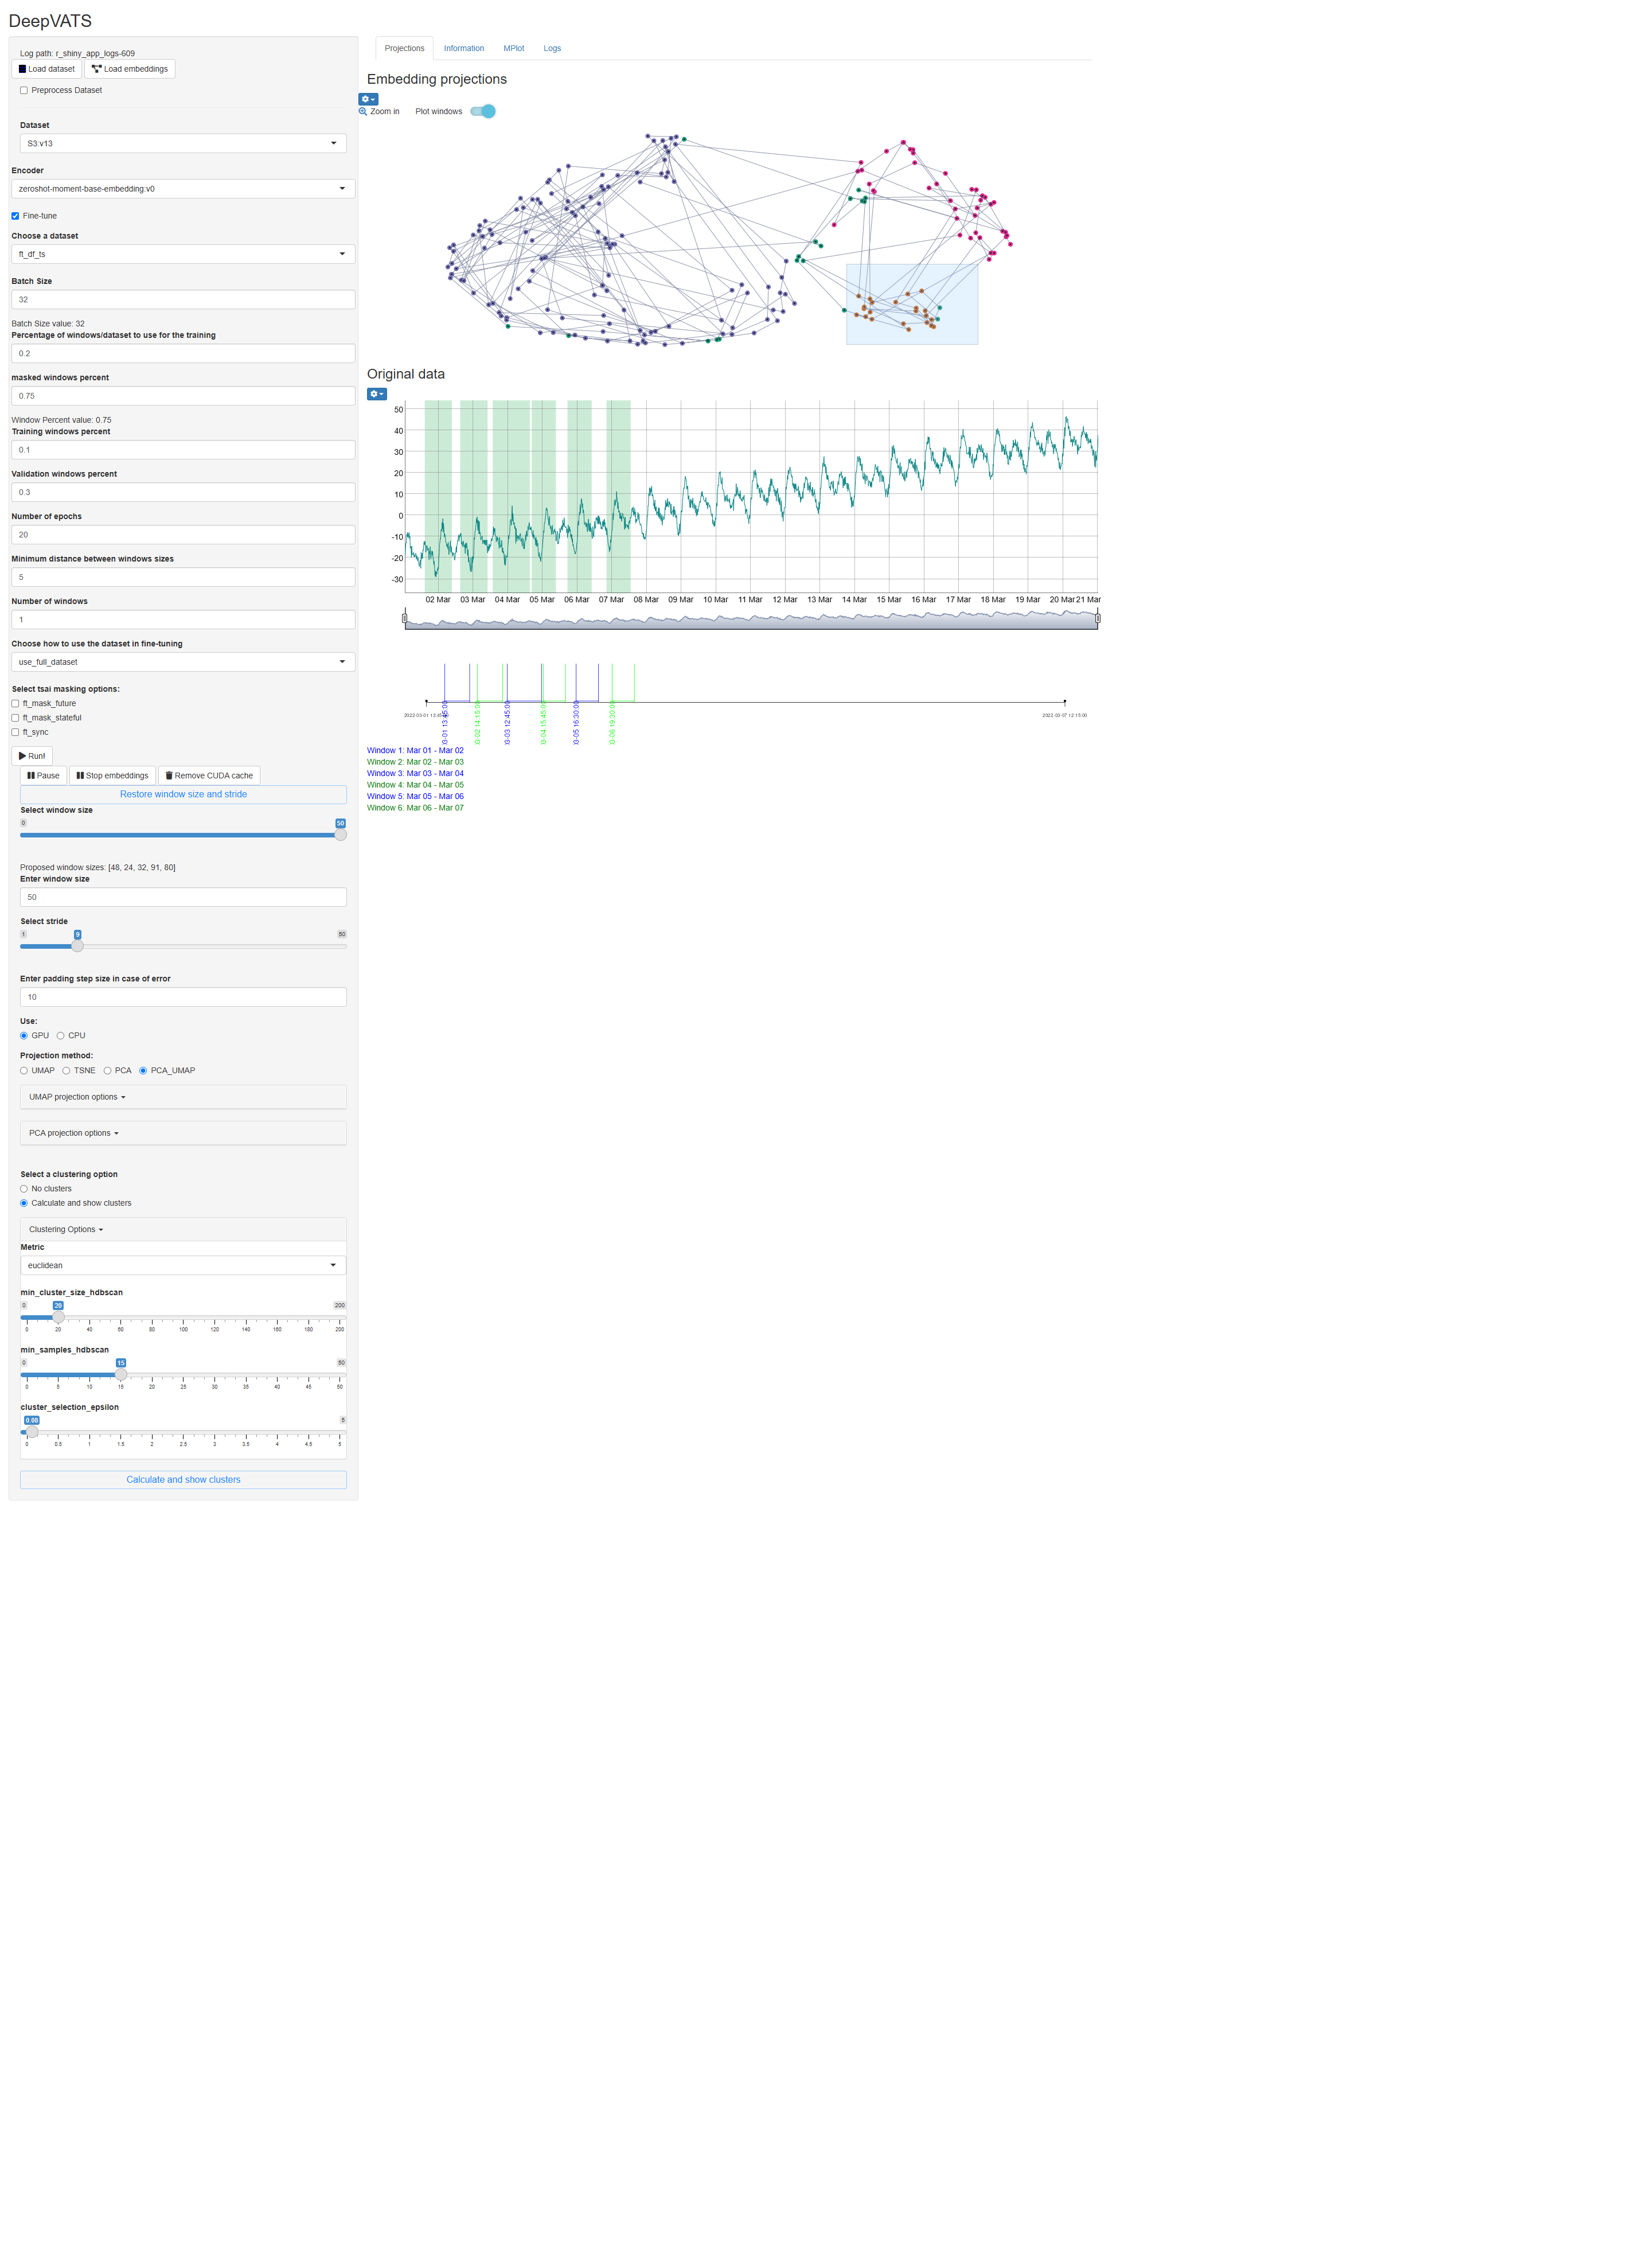 DeepVATS
Log path: r_shiny_app_logs-609
Load dataset Load embeddings
Preprocess Dataset
Dataset
S3:v13
Encoder
zeroshot-moment-base-embedding:v0
Fine-tune
Choose a dataset
ft_df_ts
Batch Size
32
Batch Size value: 32
Percentage of windows/dataset to use for the training
0.2
masked windows percent
0.75
Window Percent value: 0.75
Training windows percent
0.1
Validation windows percent
0.3
Number of epochs
20
Minimum distance between windows sizes
5
Number of windows
1
Choose how to use the dataset in fine-tuning
use_full_dataset
Select tsai masking options:
ft_mask_future
ft_mask_stateful
ft_sync
Run!
Pause Stop embeddings Remove CUDA cache
Restore window size and stride
Select window size
0 50
Proposed window sizes: [48, 24, 32, 91, 80]
Enter window size
50
Select stride
1 9 50
Enter padding step size in case of error
10
Use:
GPU CPU
Projection method:
UMAP TSNE PCA PCA_UMAP
UMAP projection options
PCA projection options
Select a clustering option
No clusters
Calculate and show clusters
Clustering Options
Metric
euclidean
min_cluster_size_hdbscan
0 20 200
0 20 40 60 80 100 120 140 160 180 200
min_samples_hdbscan
0 15 50
0 5 10 15 20 25 30 35 40 45 50
cluster_selection_epsilon
0.08 5
0 0.5 1 1.5 2 2.5 3 3.5 4 4.5 5
Calculate and show clusters
Projections Information MPlot Logs
Embedding projections
Zoom in Plot windows
Original data
50
40
30
20
10
0
-10
-20
-30
02 Mar 03 Mar 04 Mar 05 Mar 06 Mar 07 Mar 08 Mar 09 Mar 10 Mar 11 Mar 12 Mar 13 Mar 14 Mar 15 Mar 16 Mar 17 Mar 18 Mar 19 Mar 20 Mar 21 Mar
2022-03-07 12:15:00
Window 1: Mar 01 - Mar 02
Window 2: Mar 02 - Mar 03
Window 3: Mar 03 - Mar 04
Window 4: Mar 04 - Mar 05
Window 5: Mar 05 - Mar 06
Window 6: Mar 06 - Mar 07